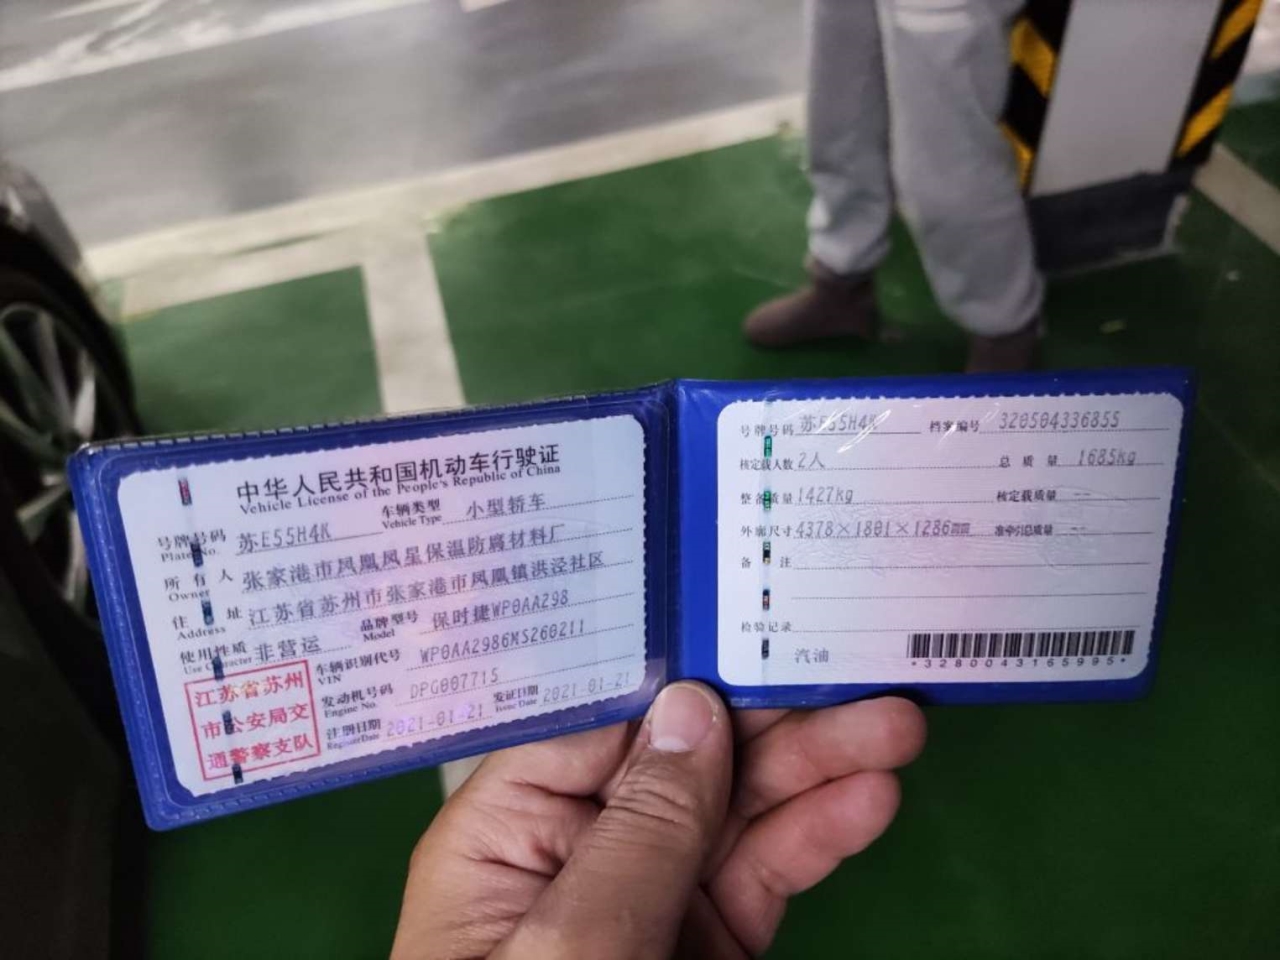 中华人民共和国机动车行驶证
Vehicle License of the People's Republic of China
号牌号码 苏E55H4K 车辆类型 小型轿车
Plate No. Vehicle Type
所有人 张家港市凤凰凤星保温防腐材料厂
Owner
住址 江苏省苏州市张家港市凤凰镇洪泾社区
Address
使用性质 非营运 品牌型号 保时捷WP0AA298
Use Character Model
江苏省苏州
市公安局交
通警察支队
车辆识别代号 WP0AA2986MS260211
VIN
发动机号码 DPG007715
Engine No.
注册日期 2021-01-21 发证日期 2021-01-21
Register Date Issue Date
号牌号码 苏E55H4K 档案编号 320504336855
核定载人数 2人 总质量 1685kg
整备质量 1427kg 核定载质量 --
外廓尺寸 4378×1801×1286mm 准牵引总质量 --
备注
检验记录
汽油
*3280043165995*